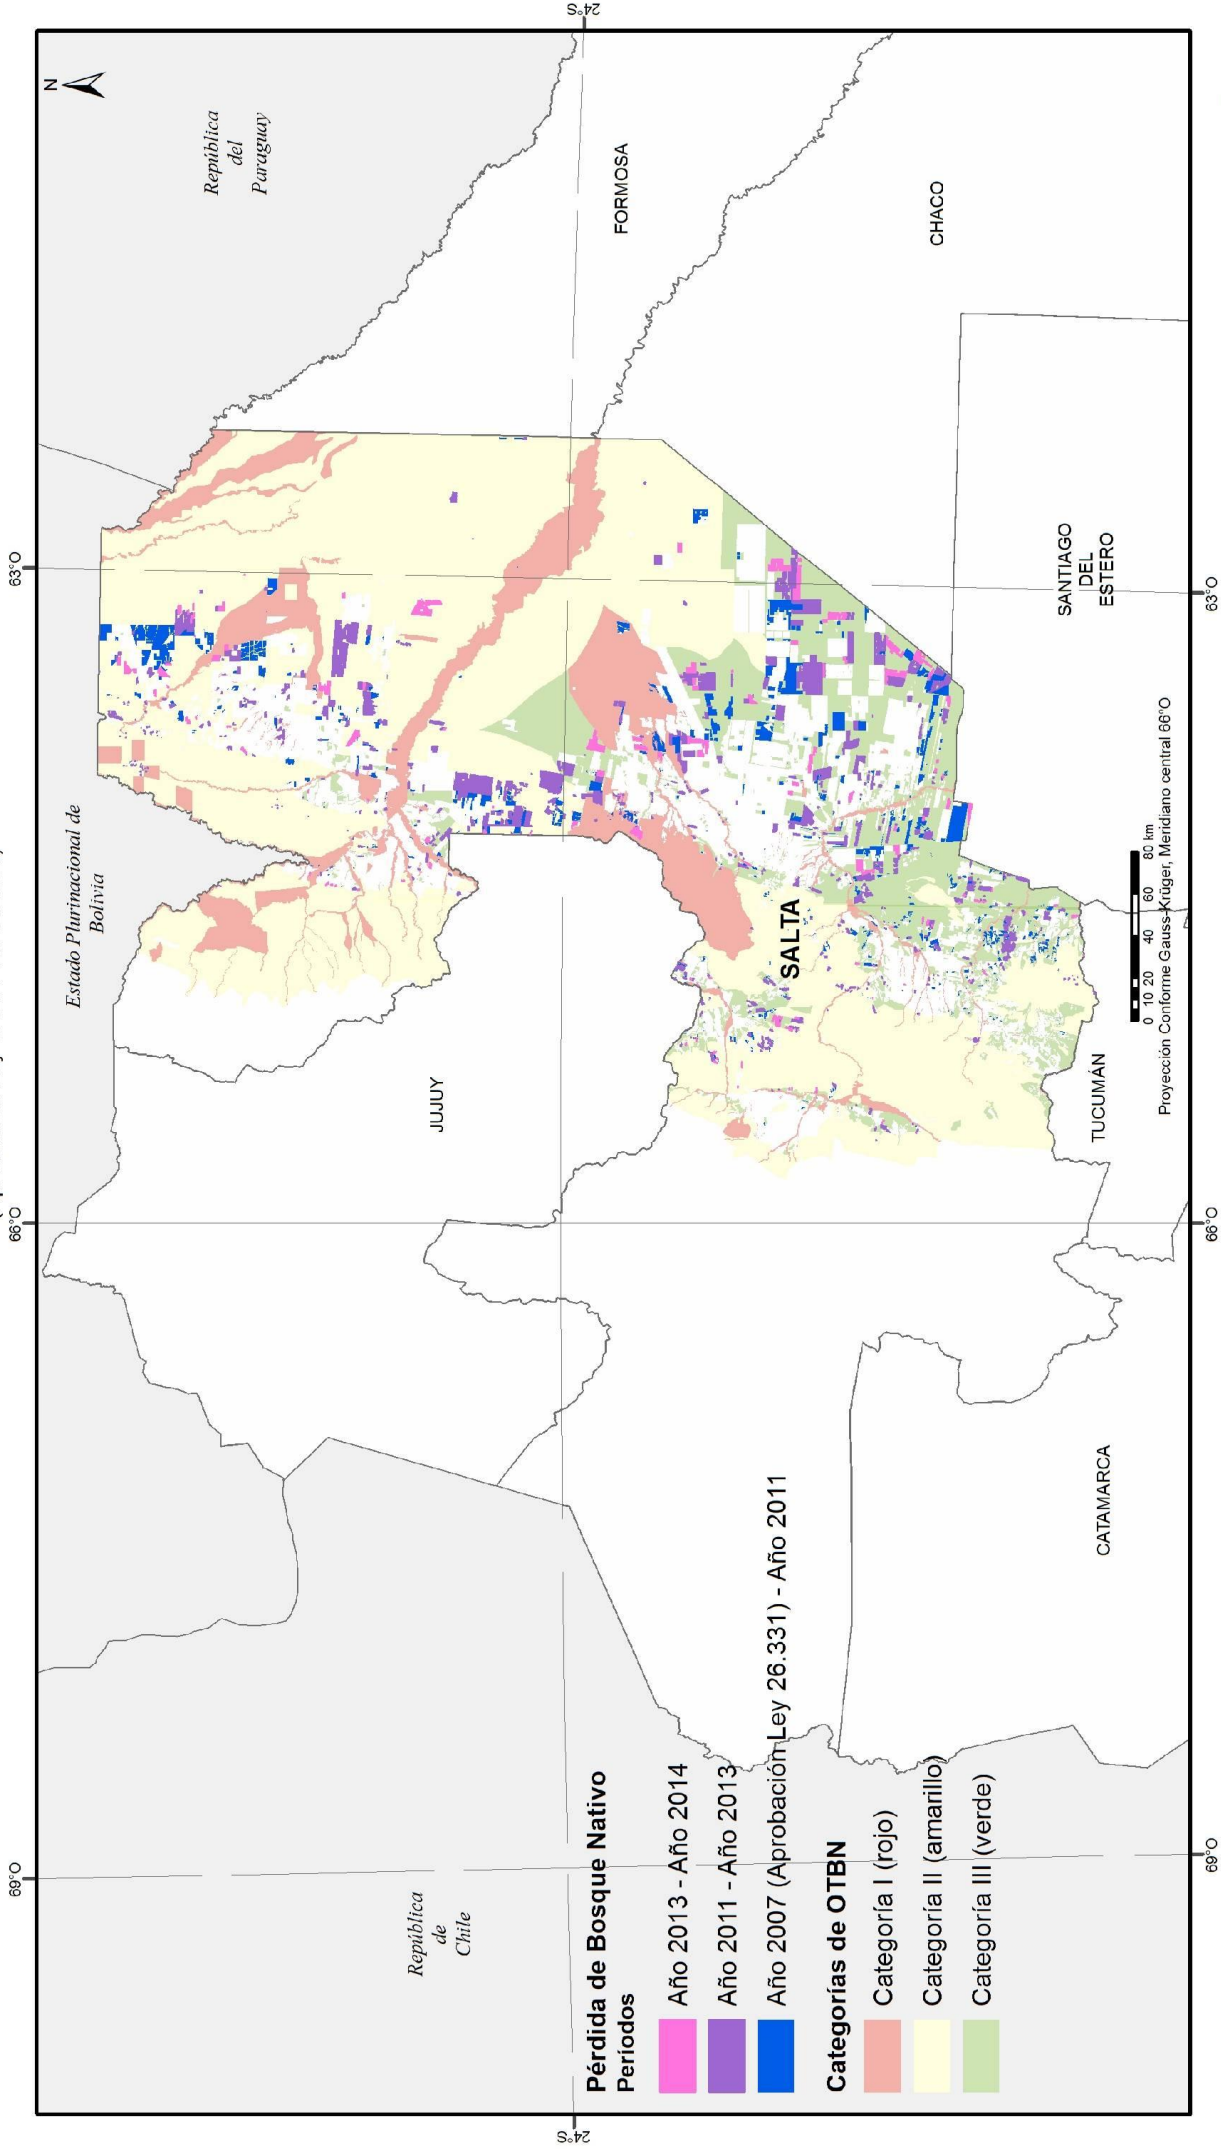 66°O
63°O
69°O
66°O
63°O
24°S
24°S
N
Estado Plurinacional de
Bolivia
República
del
Paraguay
República
de
Chile
JUJUY
FORMOSA
CHACO
SALTA
SANTIAGO
DEL
ESTERO
TUCUMÁN
CATAMARCA
Pérdida de Bosque Nativo
Períodos
Año 2013 - Año 2014
Año 2011 - Año 2013
Año 2007 (Aprobación Ley 26.331) - Año 2011
Categorías de OTBN
Categoría I (rojo)
Categoría II (amarillo)
Categoría III (verde)
0 10 20 40 60 80 km
Proyección Conforme Gauss-Krüger, Meridiano central 66°O
69°O